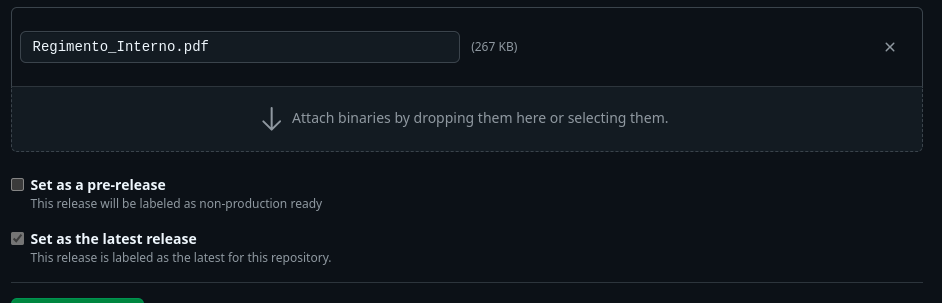 Regimento_Interno.pdf (267 KB)
Attach binaries by dropping them here or selecting them.
Set as a pre-release
This release will be labeled as non-production ready
Set as the latest release
This release is labeled as the latest for this repository.